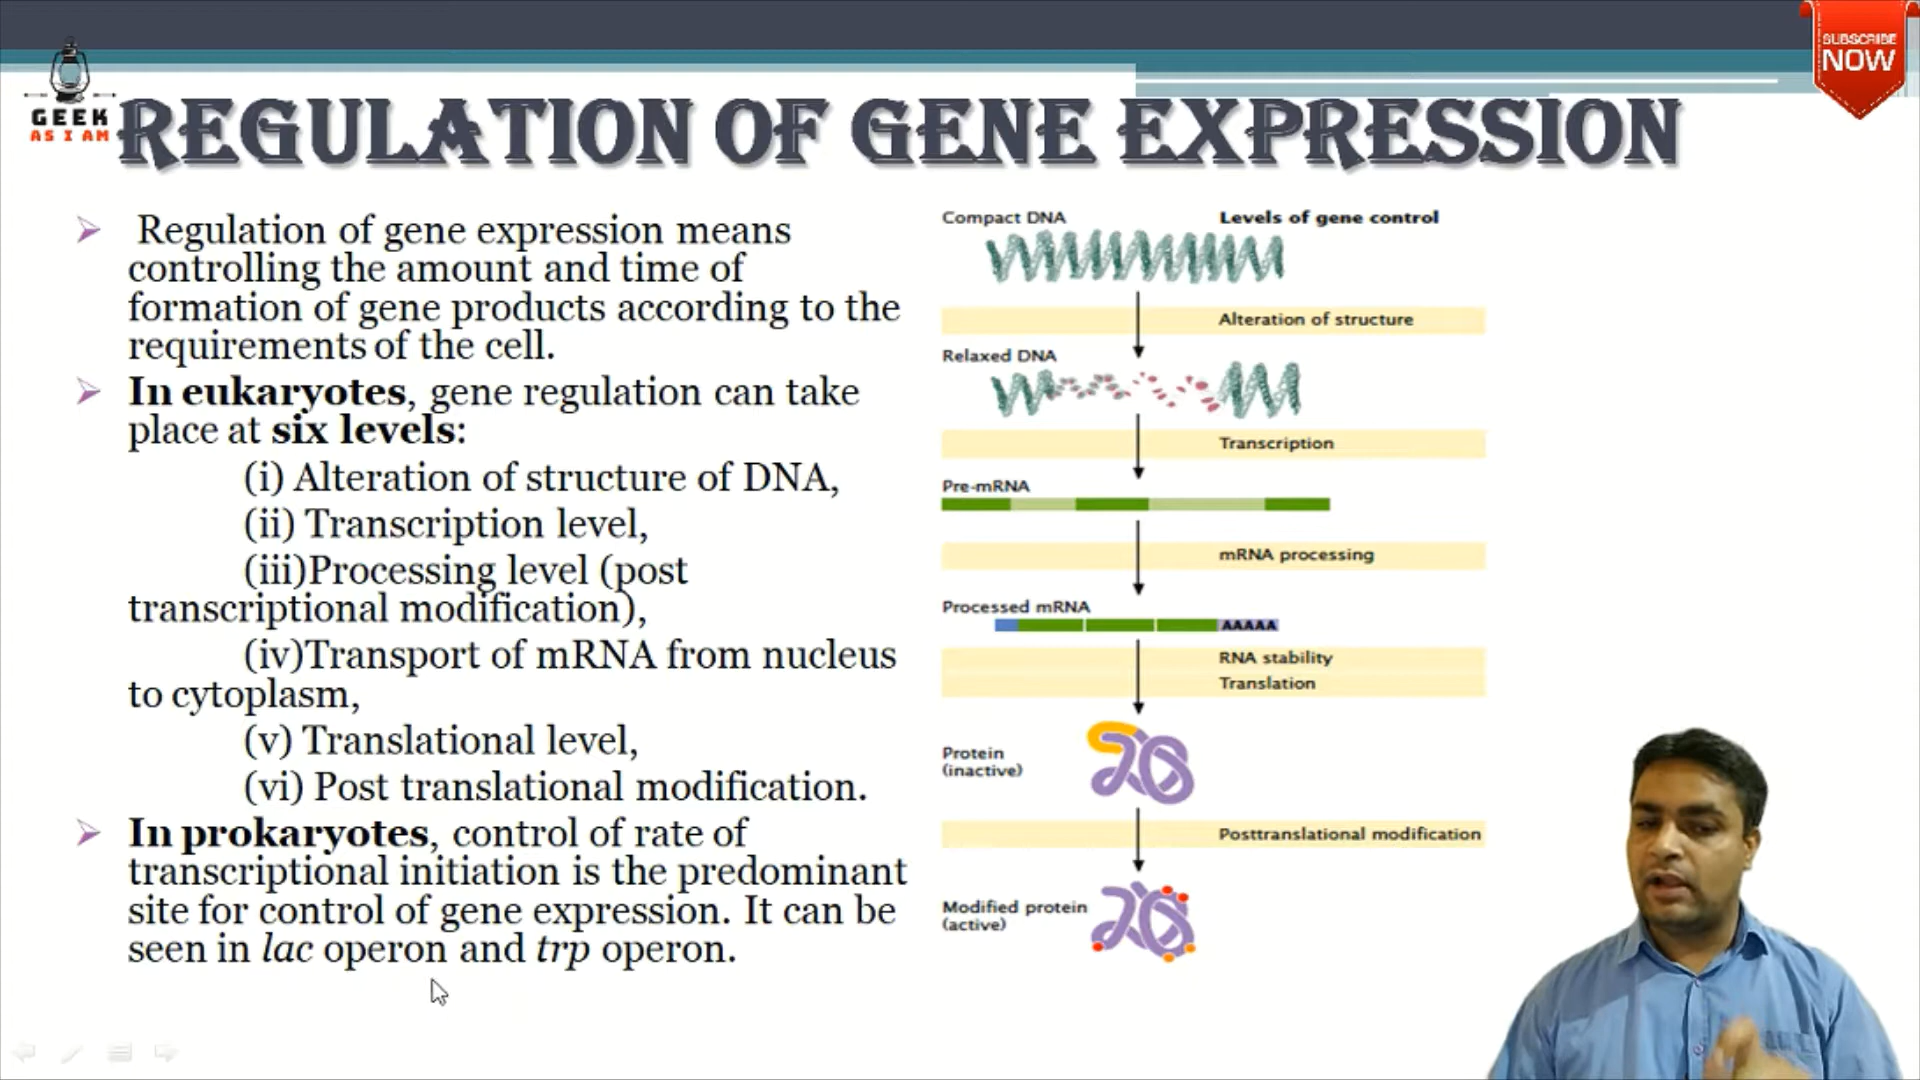 SUBSCRIBE
NOW
GEEK
AS I AM
REGULATION OF GENE EXPRESSION
Regulation of gene expression means
controlling the amount and time of
formation of gene products according to the
requirements of the cell.
In eukaryotes, gene regulation can take
place at six levels:
(i) Alteration of structure of DNA,
(ii) Transcription level,
(iii)Processing level (post
transcriptional modification),
(iv)Transport of mRNA from nucleus
to cytoplasm,
(v) Translational level,
(vi) Post translational modification.
In prokaryotes, control of rate of
transcriptional initiation is the predominant
site for control of gene expression. It can be
seen in lac operon and trp operon.
Compact DNA
Levels of gene control
Alteration of structure
Relaxed DNA
Transcription
Pre-mRNA
mRNA processing
Processed mRNA
AAAAA
RNA stability
Translation
Protein
(inactive)
Posttranslational modification
Modified protein
(active)